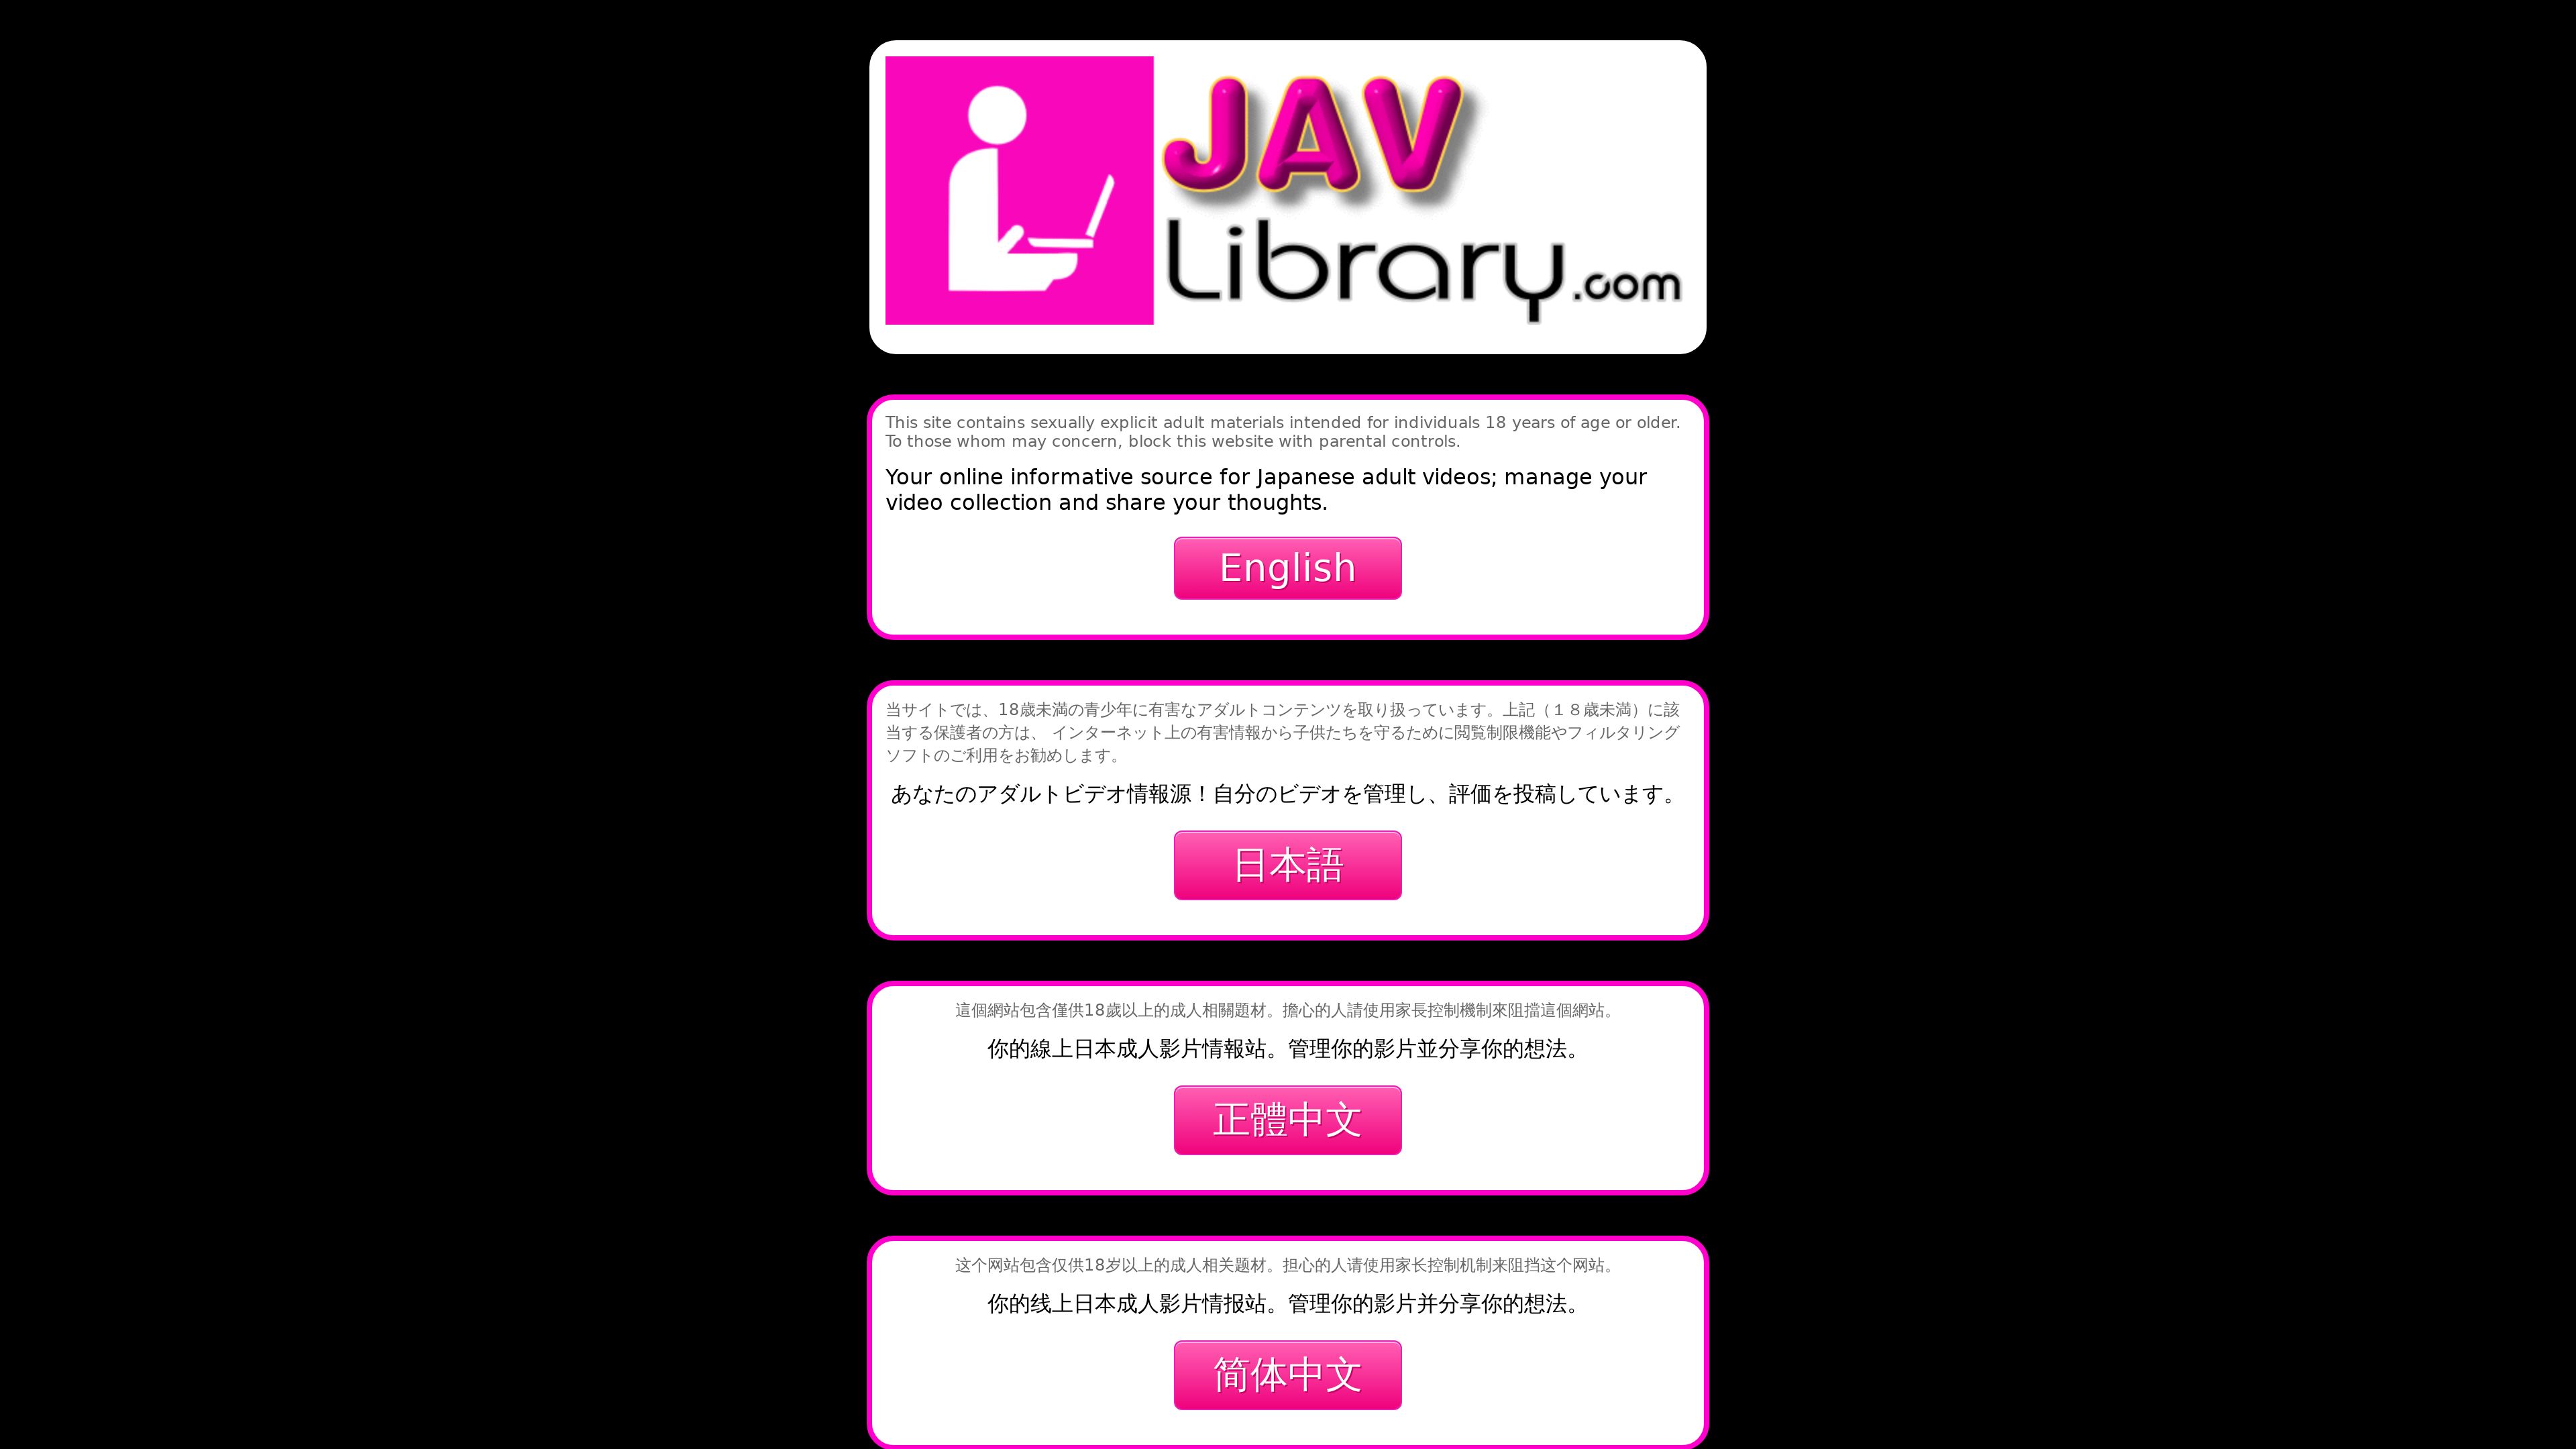 JAV
Library.com
This site contains sexually explicit adult materials intended for individuals 18 years of age or older.
To those whom may concern, block this website with parental controls.
Your online informative source for Japanese adult videos; manage your
video collection and share your thoughts.
English
当サイトでは、18歳未満の青少年に有害なアダルトコンテンツを取り扱っています。上記（１８歳未満）に該
当する保護者の方は、 インターネット上の有害情報から子供たちを守るために閲覧制限機能やフィルタリング
ソフトのご利用をお勧めします。
あなたのアダルトビデオ情報源！自分のビデオを管理し、評価を投稿しています。
日本語
這個網站包含僅供18歲以上的成人相關題材。擔心的人請使用家長控制機制來阻擋這個網站。
你的線上日本成人影片情報站。管理你的影片並分享你的想法。
正體中文
这个网站包含仅供18岁以上的成人相关题材。担心的人请使用家长控制机制来阻挡这个网站。
你的线上日本成人影片情报站。管理你的影片并分享你的想法。
简体中文